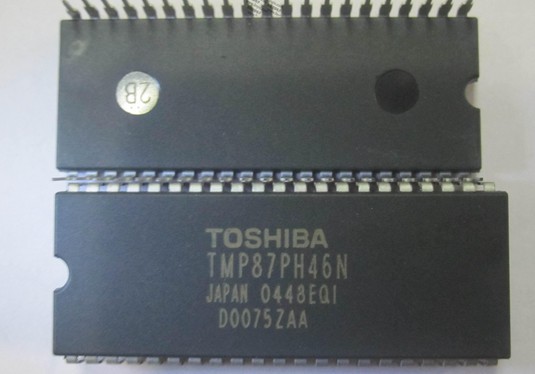 2B
TOSHIBA
TMP87PH46N
JAPAN 0448EQI
D0075ZAA